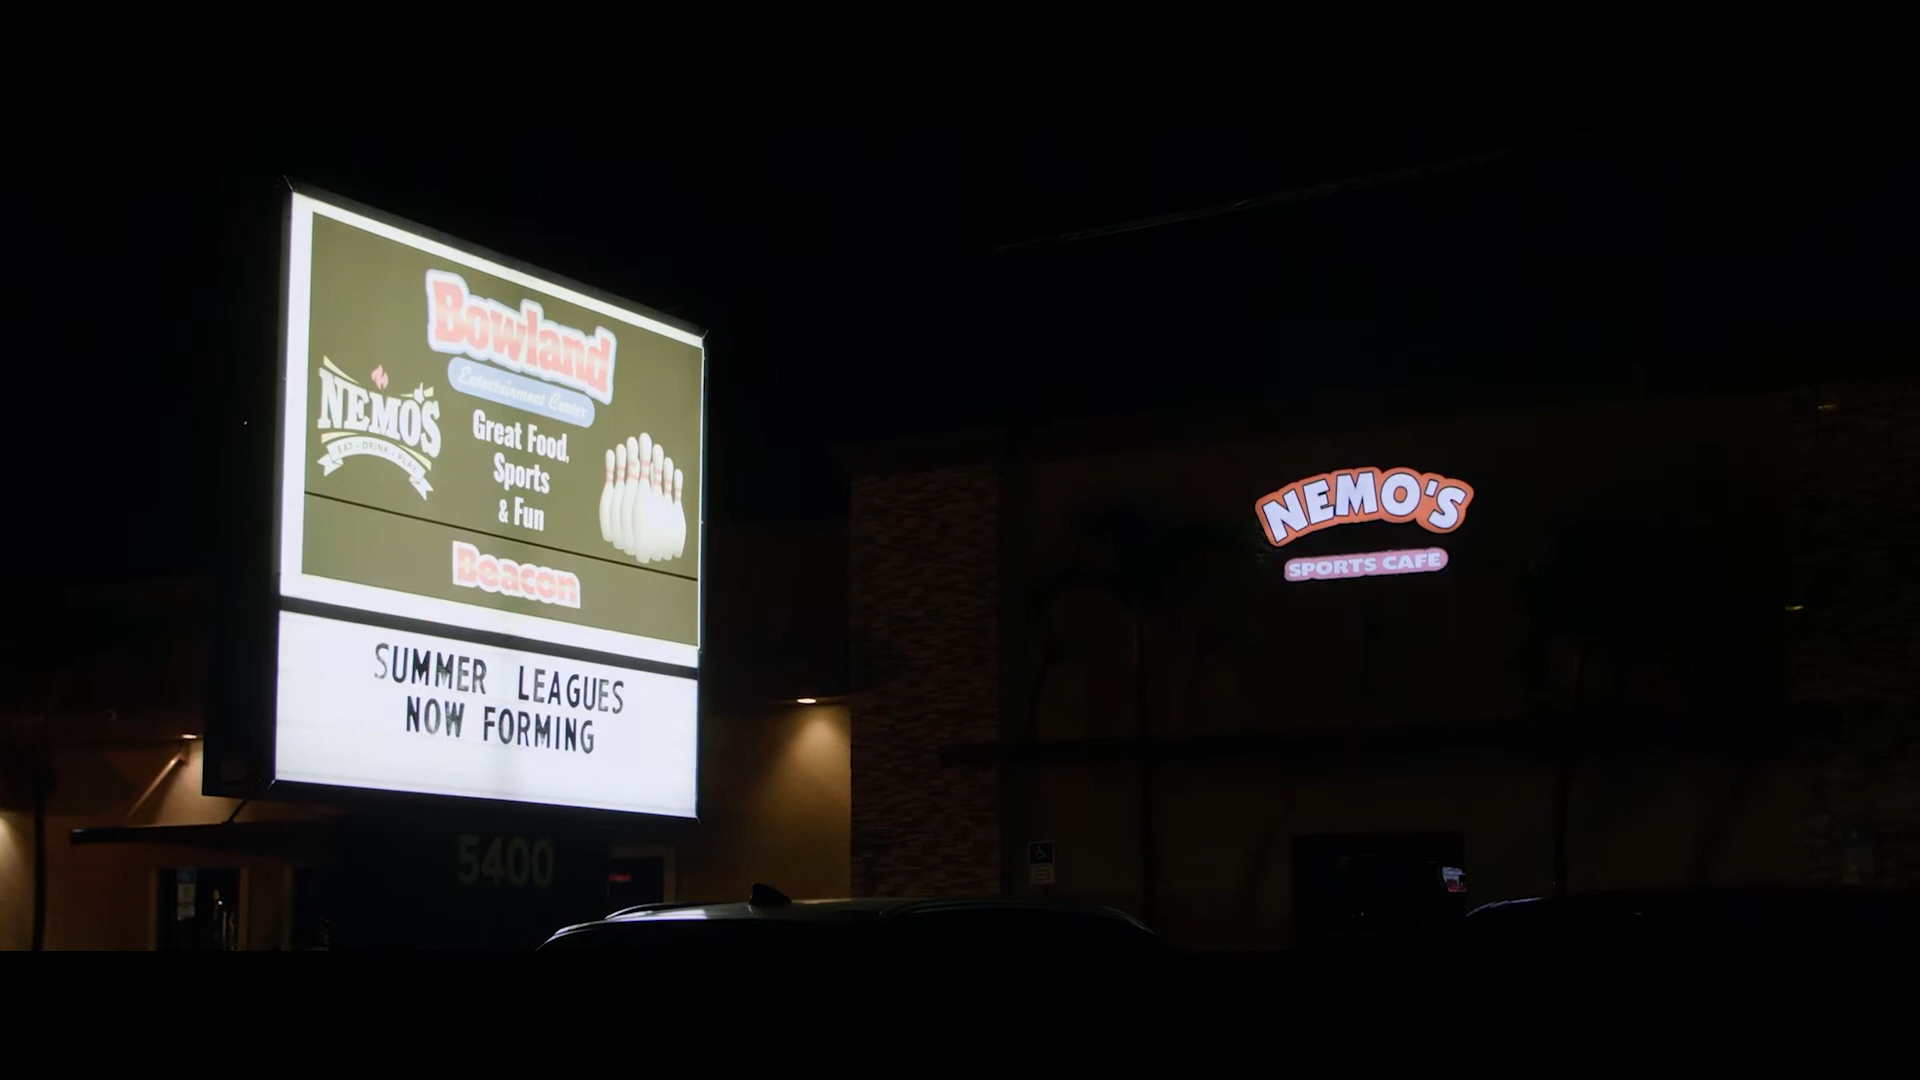 Bowland
Entertainment Center
NEMO'S
EAT • DRINK • PLAY
Great Food,
Sports
& Fun
Beacon
SUMMER LEAGUES
NOW FORMING
5400
NEMO'S
SPORTS CAFE